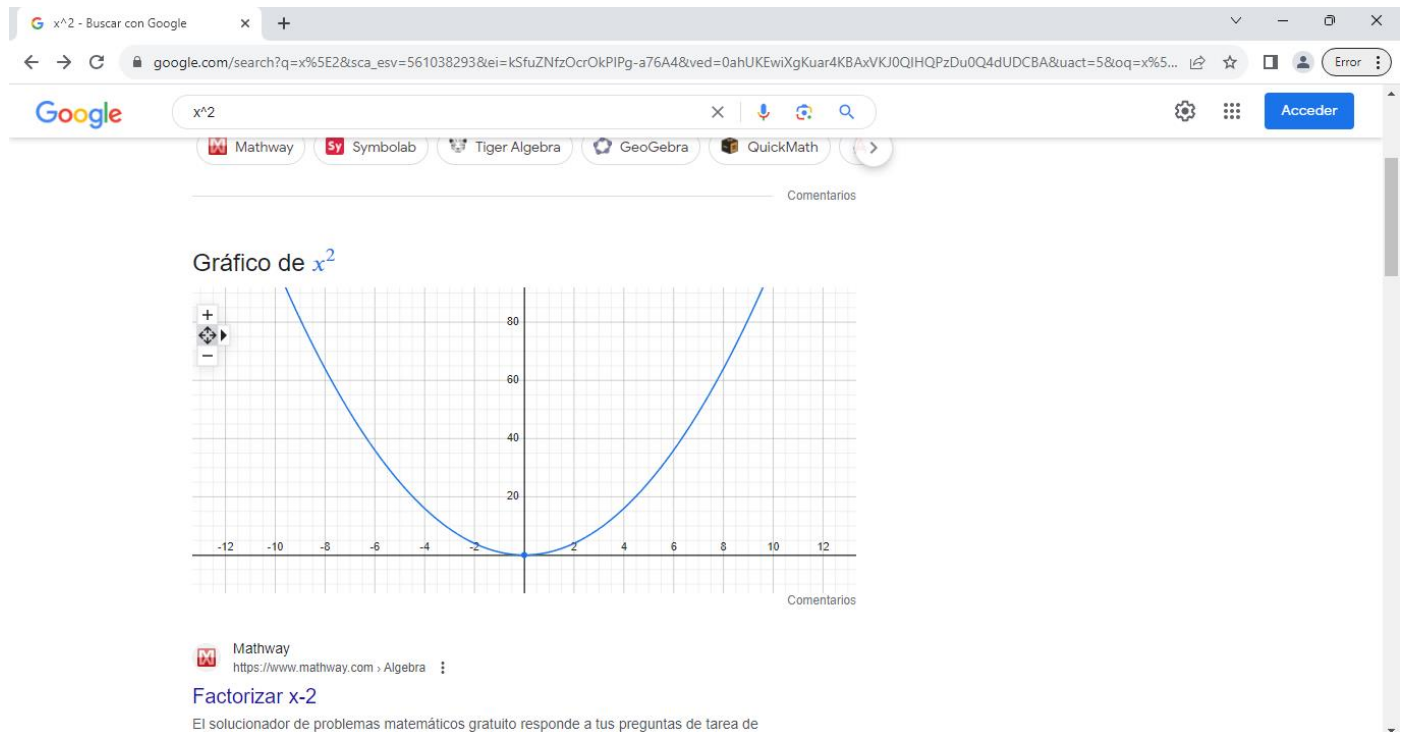 x^2 - Buscar con Google
google.com/search?q=x%5E2&sca_esv=561038293&ei=kSfuZNfzOcrOkPIPg-a76A4&ved=0ahUKEwiXgKuar4KBAxVKJ0QIHQPzDu0Q4dUDCBA&uact=5&oq=x%5... Error
Google x^2 Acceder
Mathway Symbolab Tiger Algebra GeoGebra QuickMath
Comentarios
Gráfico de x²
80
60
40
20
-12 -10 -8 -6 -4 -2 2 4 6 8 10 12
Comentarios
Mathway
https://www.mathway.com › Algebra
Factorizar x-2
El solucionador de problemas matemáticos gratuito responde a tus preguntas de tarea de